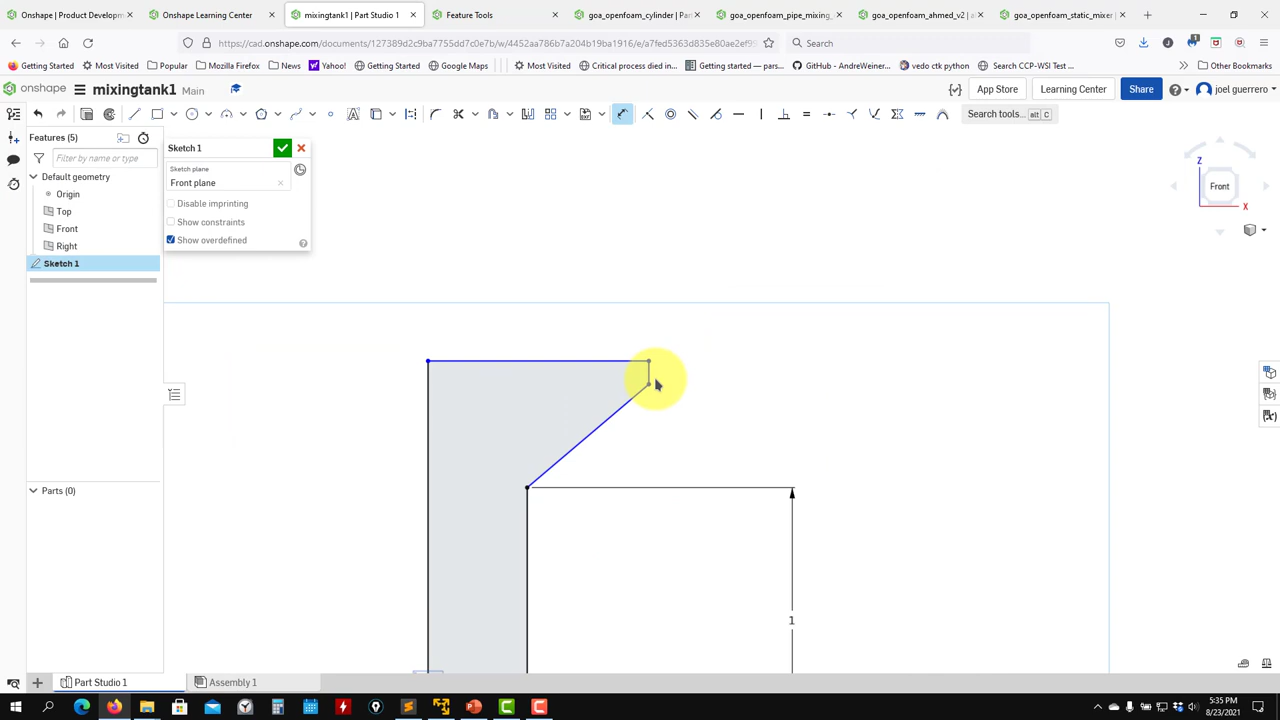 Onshape | Product Developm
Onshape Learning Center
mixingtank1 | Part Studio 1
Feature Tools
goa_openfoam_cylinder | Par
goa_openfoam_pipe_mixing_
goa_openfoam_ahmed_v2 | a
goa_openfoam_static_mixer |
Search
Getting Started
Most Visited
Popular
Mozilla Firefox
News
Yahoo!
Getting Started
Google Maps
Critical process died in...
Getting started — pars...
GitHub - AndreWeiner...
vedo ctk python
Search CCP-WSI Test ...
Other Bookmarks
onshape
mixingtank1 Main
App Store
Learning Center
Share
joel guerrero
Search tools... alt C
Features (5)
Filter by name or type
Default geometry
Origin
Top
Front
Right
Sketch 1
Sketch 1
Sketch plane
Front plane
Disable imprinting
Show constraints
Show overdefined
Z
Front
X
1
Parts (0)
Part Studio 1
Assembly 1
5:35 PM
8/23/2021